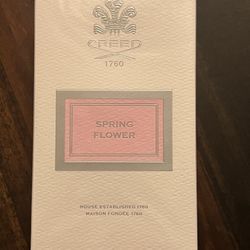 CREED
1760
SPRING
FLOWER
HOUSE ESTABLISHED 1760
MAISON FONDÉE 1760